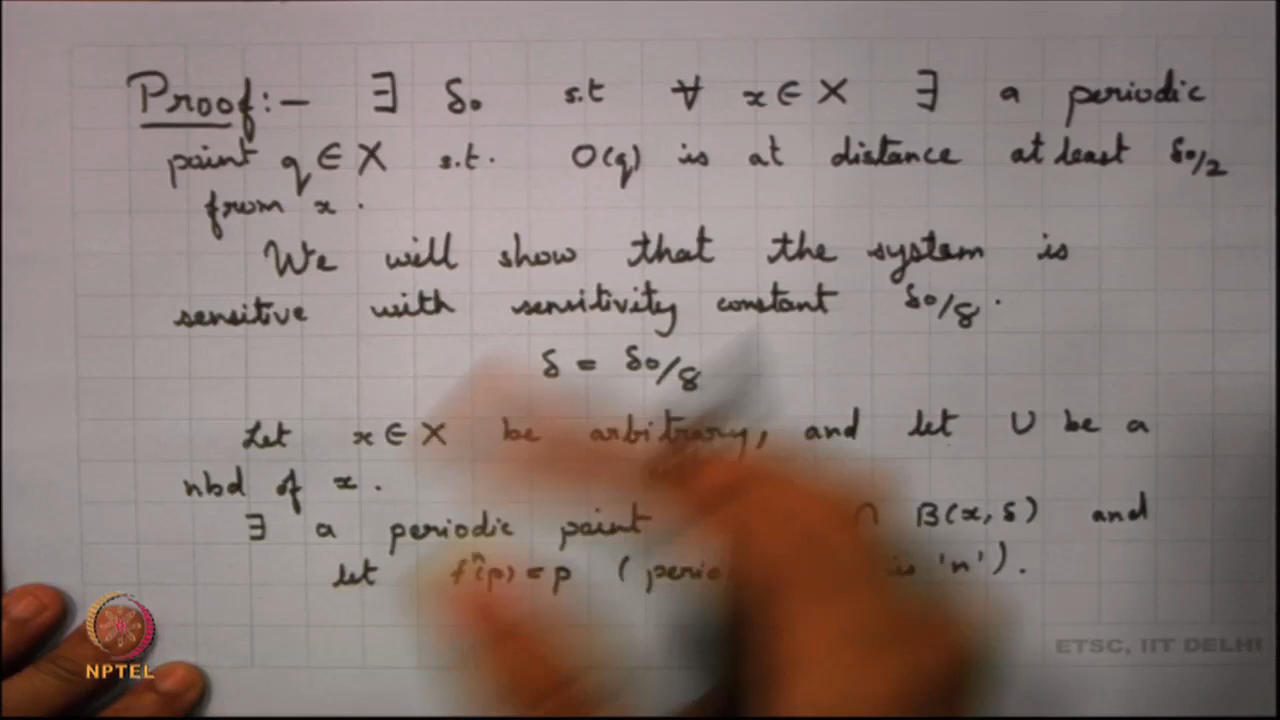 Proof:- ∃ δ₀ s.t ∀ x ∈ X ∃ a periodic
point q ∈ X s.t. O(q) is at distance at least δ₀/2
from x.
We will show that the system is
sensitive with sensitivity constant δ₀/8.
δ = δ₀/8
Let x ∈ X be arbitrary, and let U be a
nbd of x.
∃ a periodic point ∩ B(x, δ) and
let fⁿ(p) = p ( is 'n').
NPTEL
ETSC, IIT DELHI